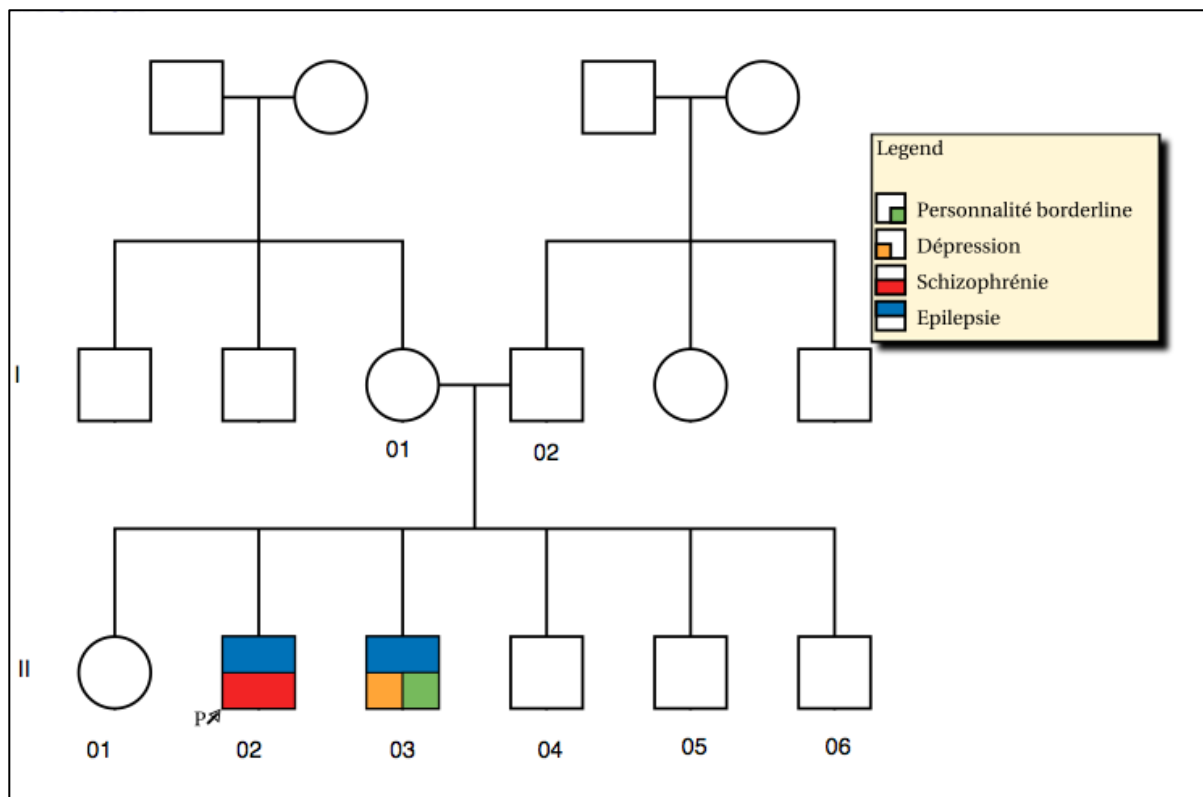 Legend
Personnalité borderline
Dépression
Schizophrénie
Epilepsie
I
01 02
II
P
01 02 03 04 05 06